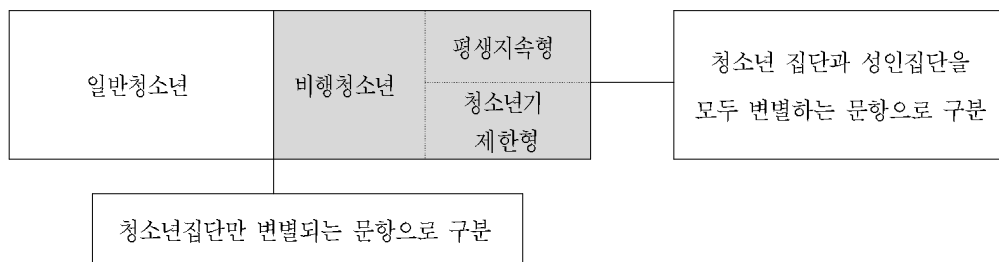 일반청소년
비행청소년
평생지속형
청소년기
제한형
청소년 집단과 성인집단을
모두 변별하는 문항으로 구분
청소년집단만 변별되는 문항으로 구분